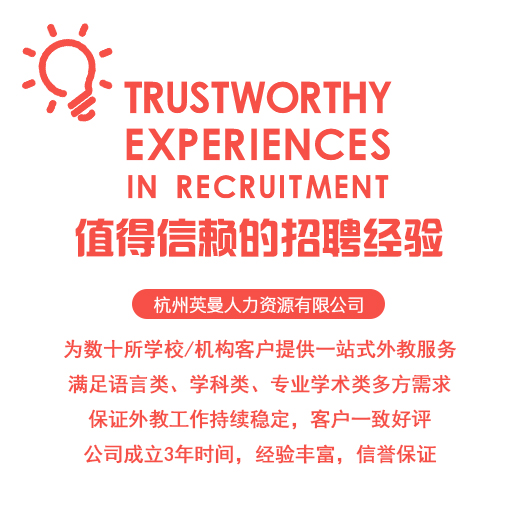 TRUSTWORTHY
EXPERIENCES
IN RECRUITMENT
值得信赖的招聘经验
杭州英曼人力资源有限公司
为数十所学校/机构客户提供一站式外教服务
满足语言类、学科类、专业学术类多方需求
保证外教工作持续稳定，客户一致好评
公司成立3年时间，经验丰富，信誉保证